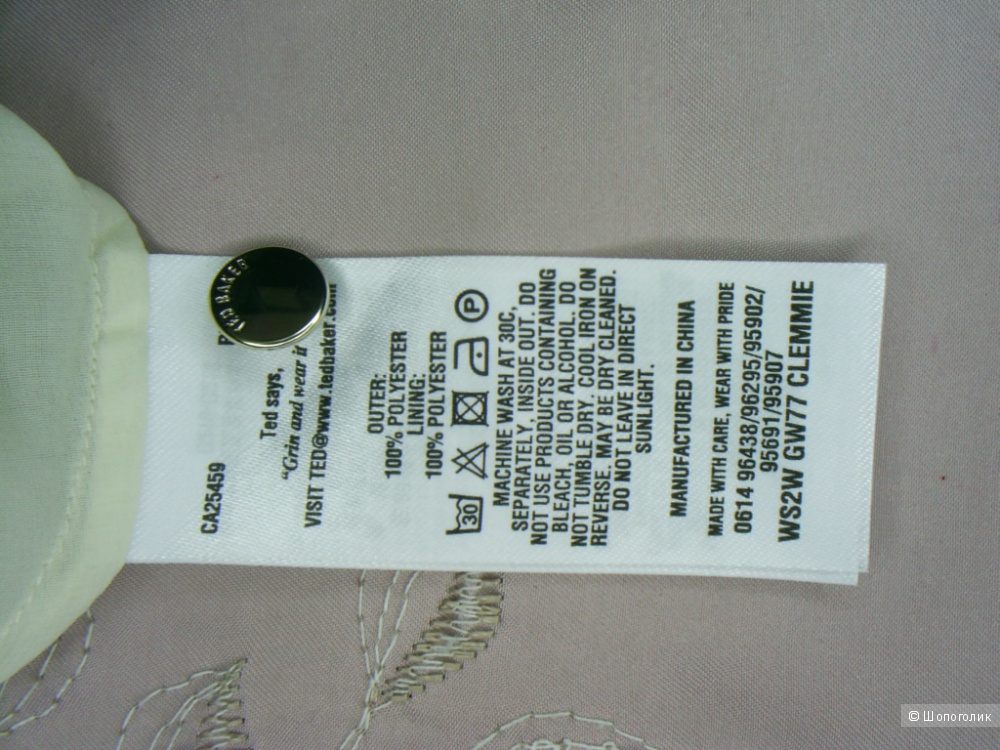 TED BAKER
CA25459
Ted says,
"Grin and wear it
VISIT TED@www.tedbaker.com
OUTER:
100% POLYESTER
LINING:
100% POLYESTER
30
P
MACHINE WASH AT 30C,
SEPARATELY, INSIDE OUT. DO
NOT USE PRODUCTS CONTAINING
BLEACH, OIL OR ALCOHOL. DO
NOT TUMBLE DRY. COOL IRON ON
REVERSE. MAY BE DRY CLEANED.
DO NOT LEAVE IN DIRECT
SUNLIGHT.
MANUFACTURED IN CHINA
MADE WITH CARE, WEAR WITH PRIDE
0614 96438/96295/95902/
95691/95907
WS2W GW77 CLEMMIE
© Шопоголик